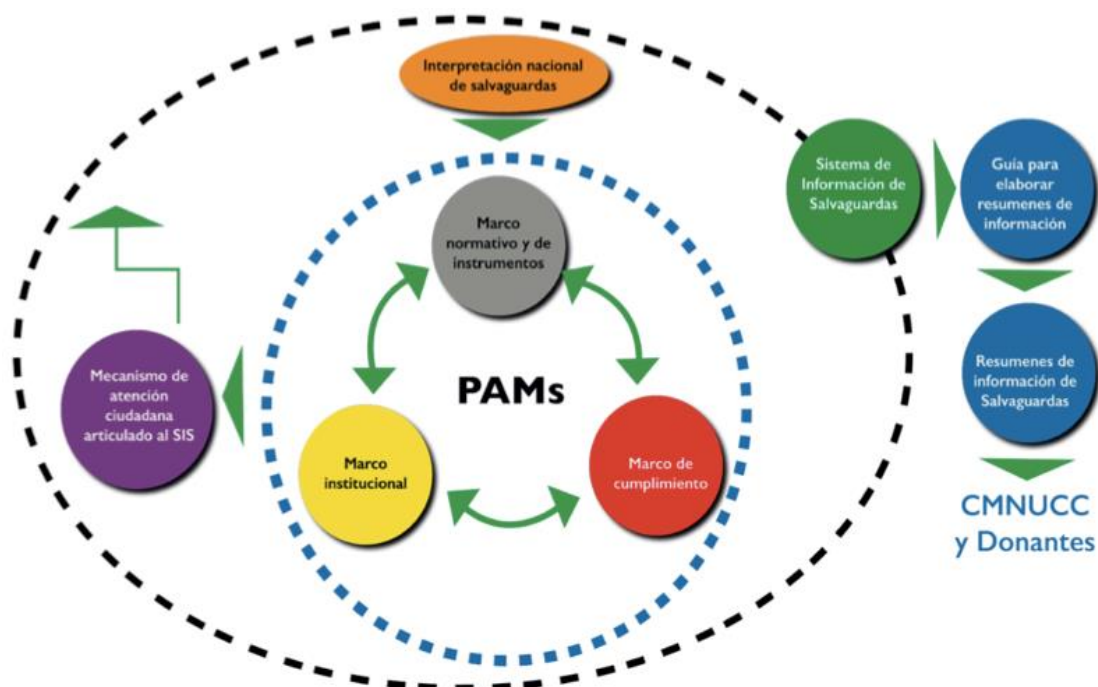 Interpretación nacional
de salvaguardas
Sistema de
Información de
Salvaguardas
Guía para
elaborar
resumenes de
información
Marco
normativo y de
instrumentos
Resumenes de
información de
Salvaguardas
Mecanismo de
atención
ciudadana
articulado al SIS
PAMs
Marco
institucional
Marco de
cumplimiento
CMNUCC
y Donantes